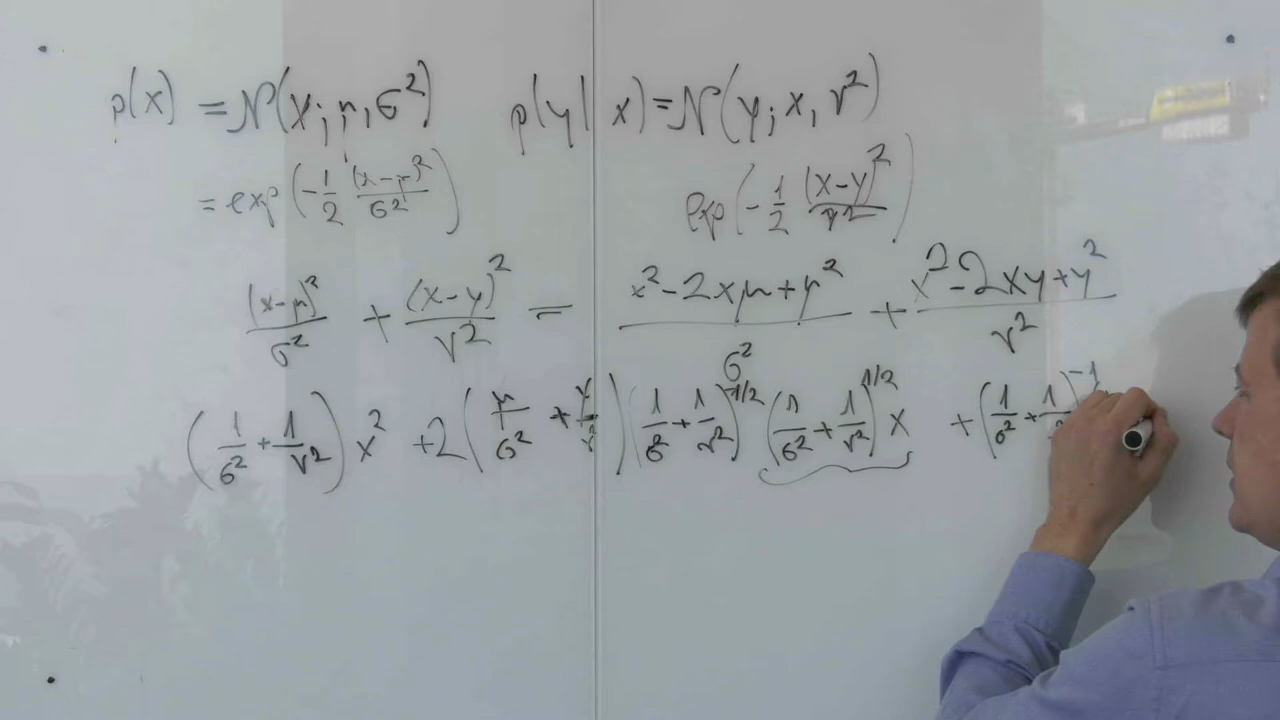 p(x) = N(x; μ, σ²) p(y| x) = N(y; x, ν²)
= exp(-1/2 (x-μ)²/σ²) exp(-1/2 (x-y)²/ν²)
(x-μ)²/σ² + (x-y)²/ν² = x²-2xμ+μ²/σ² + x²-2xy+y²/ν²
(1/σ² + 1/ν²) x² +2 (μ/σ² + y/ν²) (1/σ² + 1/ν²)^-1/2 (1/σ² + 1/ν²)^1/2 x + (1/σ² + 1/)^-1